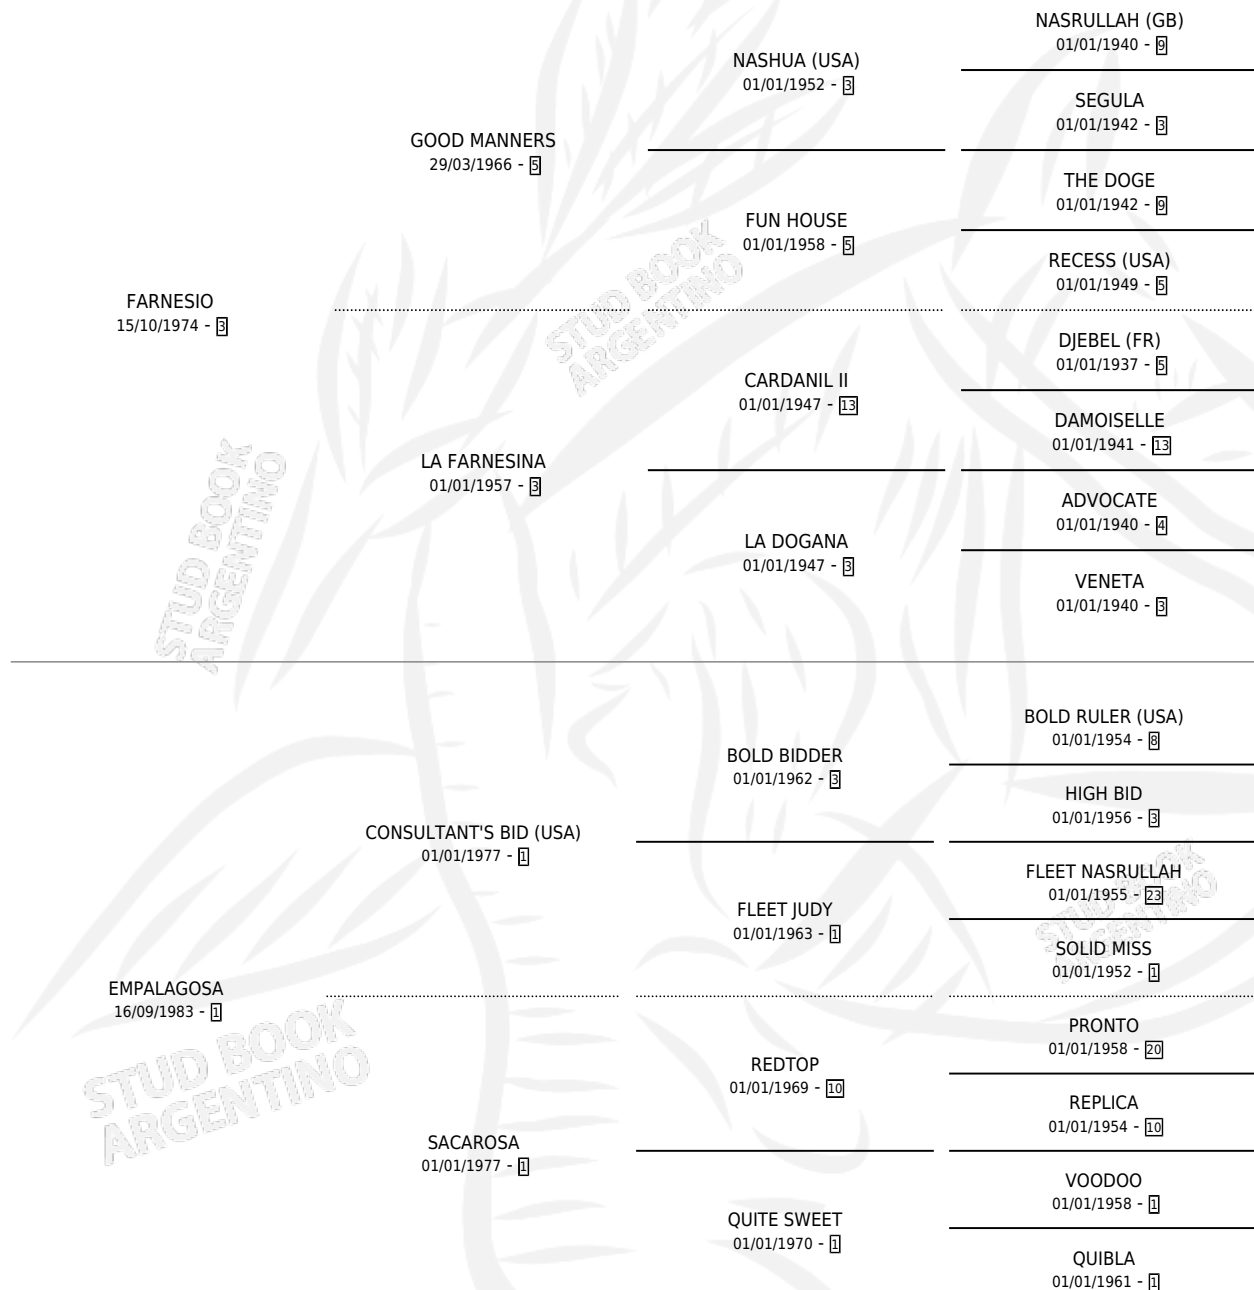 NASRULLAH (GB)
01/01/1940 - 9
NASHUA (USA)
01/01/1952 - 3
SEGULA
01/01/1942 - 3
GOOD MANNERS
29/03/1966 - 5
THE DOGE
01/01/1942 - 9
FUN HOUSE
01/01/1958 - 5
RECESS (USA)
01/01/1949 - 5
FARNESIO
15/10/1974 - 3
DJEBEL (FR)
01/01/1937 - 5
CARDANIL II
01/01/1947 - 13
DAMOISELLE
01/01/1941 - 13
LA FARNESINA
01/01/1957 - 3
ADVOCATE
01/01/1940 - 4
LA DOGANA
01/01/1947 - 3
VENETA
01/01/1940 - 3
BOLD RULER (USA)
01/01/1954 - 8
BOLD BIDDER
01/01/1962 - 3
HIGH BID
01/01/1956 - 3
CONSULTANT'S BID (USA)
01/01/1977 - 1
FLEET NASRULLAH
01/01/1955 - 23
FLEET JUDY
01/01/1963 - 1
SOLID MISS
01/01/1952 - 1
EMPALAGOSA
16/09/1983 - 1
PRONTO
01/01/1958 - 20
REDTOP
01/01/1969 - 10
REPLICA
01/01/1954 - 10
SACAROSA
01/01/1977 - 1
VOODOO
01/01/1958 - 1
QUITE SWEET
01/01/1970 - 1
QUIBLA
01/01/1961 - 1
STUD BOOK
ARGENTINO
STUD BOOK
ARGENTINO
STUD BOOK
ARGENTINO
STUD BOOK
ARGENTINO